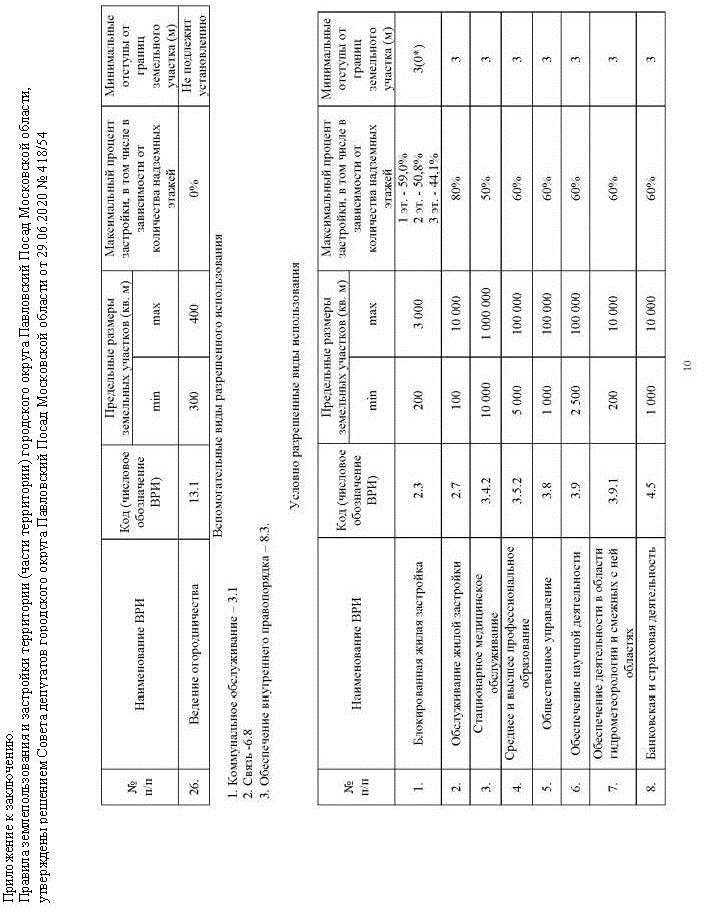 Приложение к заключению.
Правила землепользования и застройки территории (части территории) городского округа Павловский Посад Московской области,
утверждены решением Совета депутатов городского округа Павловский Посад Московской области от 29.06.2020 № 418/54
№ п/п
Наименование ВРИ
Код (числовое обозначение ВРИ)
Предельные размеры земельных участков (кв. м)
min
max
Максимальный процент застройки, в том числе в зависимости от количества надземных этажей
Минимальные отступы от границ земельного участка (м)
26. Ведение огородничества 13.1 300 400 0% Не подлежит установлению
Вспомогательные виды разрешенного использования
1. Коммунальное обслуживание – 3.1
2. Связь -6.8
3. Обеспечение внутреннего правопорядка – 8.3.
Условно разрешенные виды использования
№ п/п
Наименование ВРИ
Код (числовое обозначение ВРИ)
Предельные размеры земельных участков (кв. м)
min
max
Максимальный процент застройки, в том числе в зависимости от количества надземных этажей
Минимальные отступы от границ земельного участка (м)
1. Блокированная жилая застройка 2.3 200 3 000 1 эт. - 59,0% 2 эт. - 50,8% 3 эт. - 44,1% 3(0*)
2. Обслуживание жилой застройки 2.7 100 10 000 80% 3
3. Стационарное медицинское обслуживание 3.4.2 10 000 1 000 000 50% 3
4. Среднее и высшее профессиональное образование 3.5.2 5 000 100 000 60% 3
5. Общественное управление 3.8 1 000 100 000 60% 3
6. Обеспечение научной деятельности 3.9 2 500 100 000 60% 3
7. Обеспечение деятельности в области гидрометеорологии и смежных с ней областях 3.9.1 200 10 000 60% 3
8. Банковская и страховая деятельность 4.5 1 000 10 000 60% 3
10